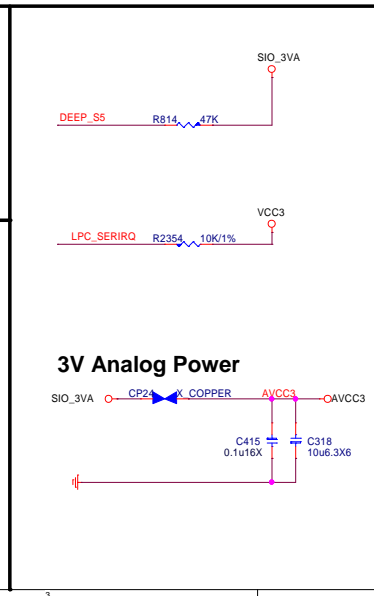 SIO_3VA
DEEP_S5 R814 47K
VCC3
LPC_SERIRQ R2354 10K/1%
3V Analog Power
SIO_3VA CP24 X_COPPER AVCC3 AVCC3
C415 C318
0.1u16X 10u6.3X6
3